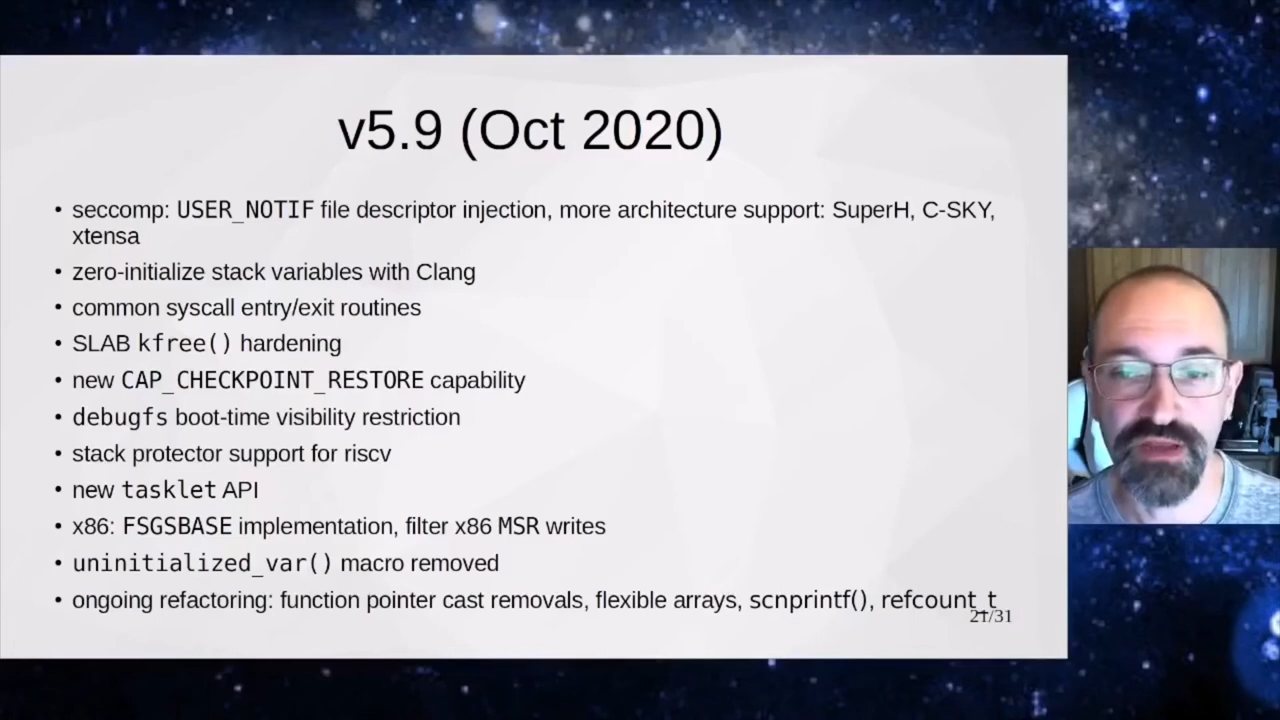 v5.9 (Oct 2020)
• seccomp: USER_NOTIF file descriptor injection, more architecture support: SuperH, C-SKY,
xtensa
• zero-initialize stack variables with Clang
• common syscall entry/exit routines
• SLAB kfree() hardening
• new CAP_CHECKPOINT_RESTORE capability
• debugfs boot-time visibility restriction
• stack protector support for riscv
• new tasklet API
• x86: FSGSBASE implementation, filter x86 MSR writes
• uninitialized_var() macro removed
• ongoing refactoring: function pointer cast removals, flexible arrays, scnprintf(), refcount_t
21/31